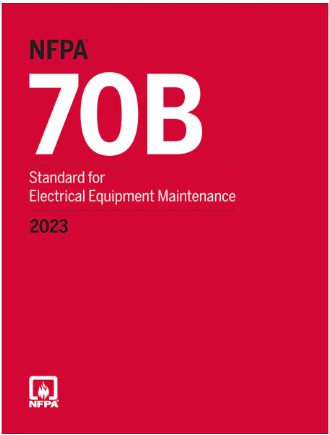 NFPA®
70B
Standard for
Electrical Equipment Maintenance
2023
NFPA